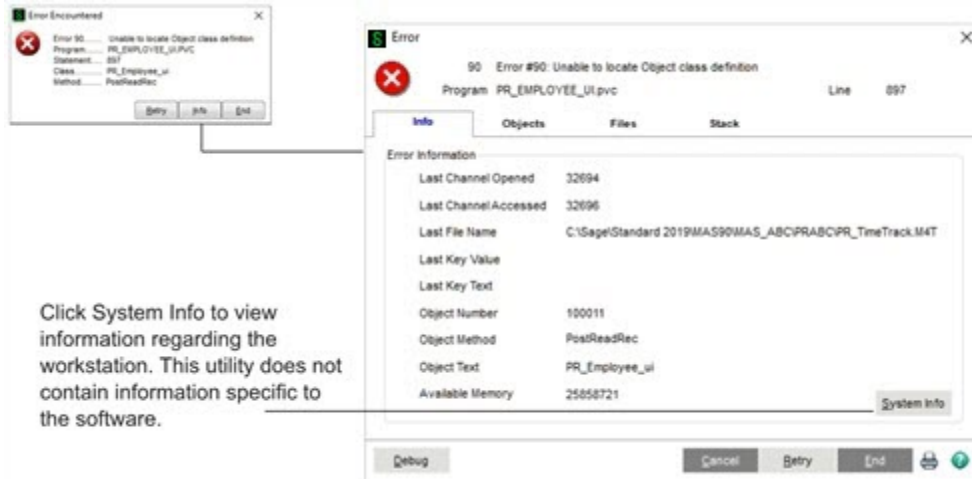 Error Encountered
Error 90...... Unable to locate Object class definition
Program...... PR_EMPLOYEE_UI.PVC
Statement.... 897
Class.......... PR_Employee_ui
Method........ PostReadRec
Retry Info End
Error
90 Error #90: Unable to locate Object class definition
Program PR_EMPLOYEE_UI.pvc Line 897
Info Objects Files Stack
Error Information
Last Channel Opened 32694
Last Channel Accessed 32696
Last File Name C:\Sage\Standard 2019\MAS90\MAS_ABC\PRABC\PR_TimeTrack.M4T
Last Key Value
Last Key Text
Object Number 100011
Object Method PostReadRec
Object Text PR_Employee_ui
Available Memory 25858721
System Info
Click System Info to view
information regarding the
workstation. This utility does not
contain information specific to
the software.
Debug Cancel Retry End